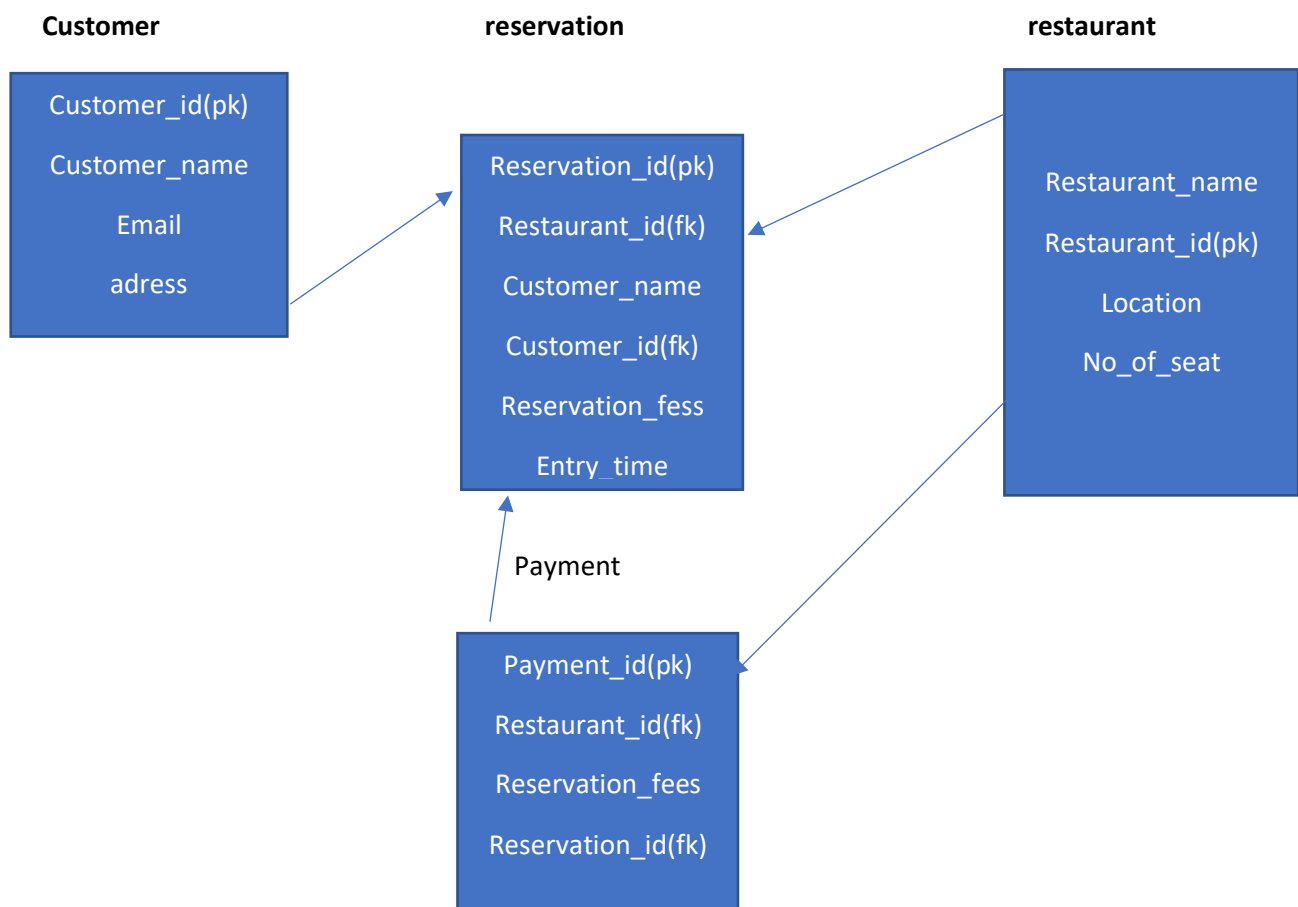 Customer
reservation
restaurant
Customer_id(pk)
Customer_name
Email
adress
Reservation_id(pk)
Restaurant_id(fk)
Customer_name
Customer_id(fk)
Reservation_fess
Entry_time
Restaurant_name
Restaurant_id(pk)
Location
No_of_seat
Payment
Payment_id(pk)
Restaurant_id(fk)
Reservation_fees
Reservation_id(fk)